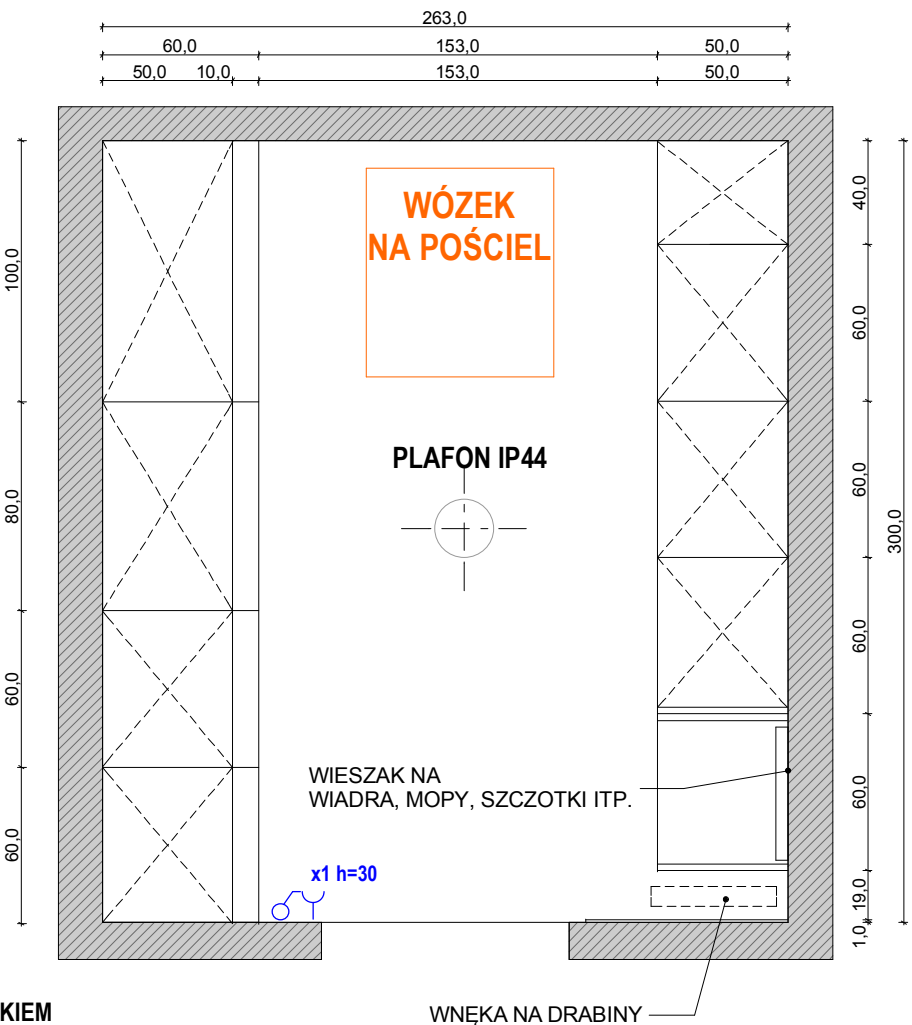 263,0
60,0 153,0 50,0
50,0 10,0 153,0 50,0
100,0
80,0
60,0
60,0
40,0
60,0
60,0
60,0
60,0
19,0
1,0
300,0
WÓZEK
NA POŚCIEL
PLAFON IP44
WIESZAK NA
WIADRA, MOPY, SZCZOTKI ITP.
x1 h=30
KIEM
WNĘKA NA DRABINY